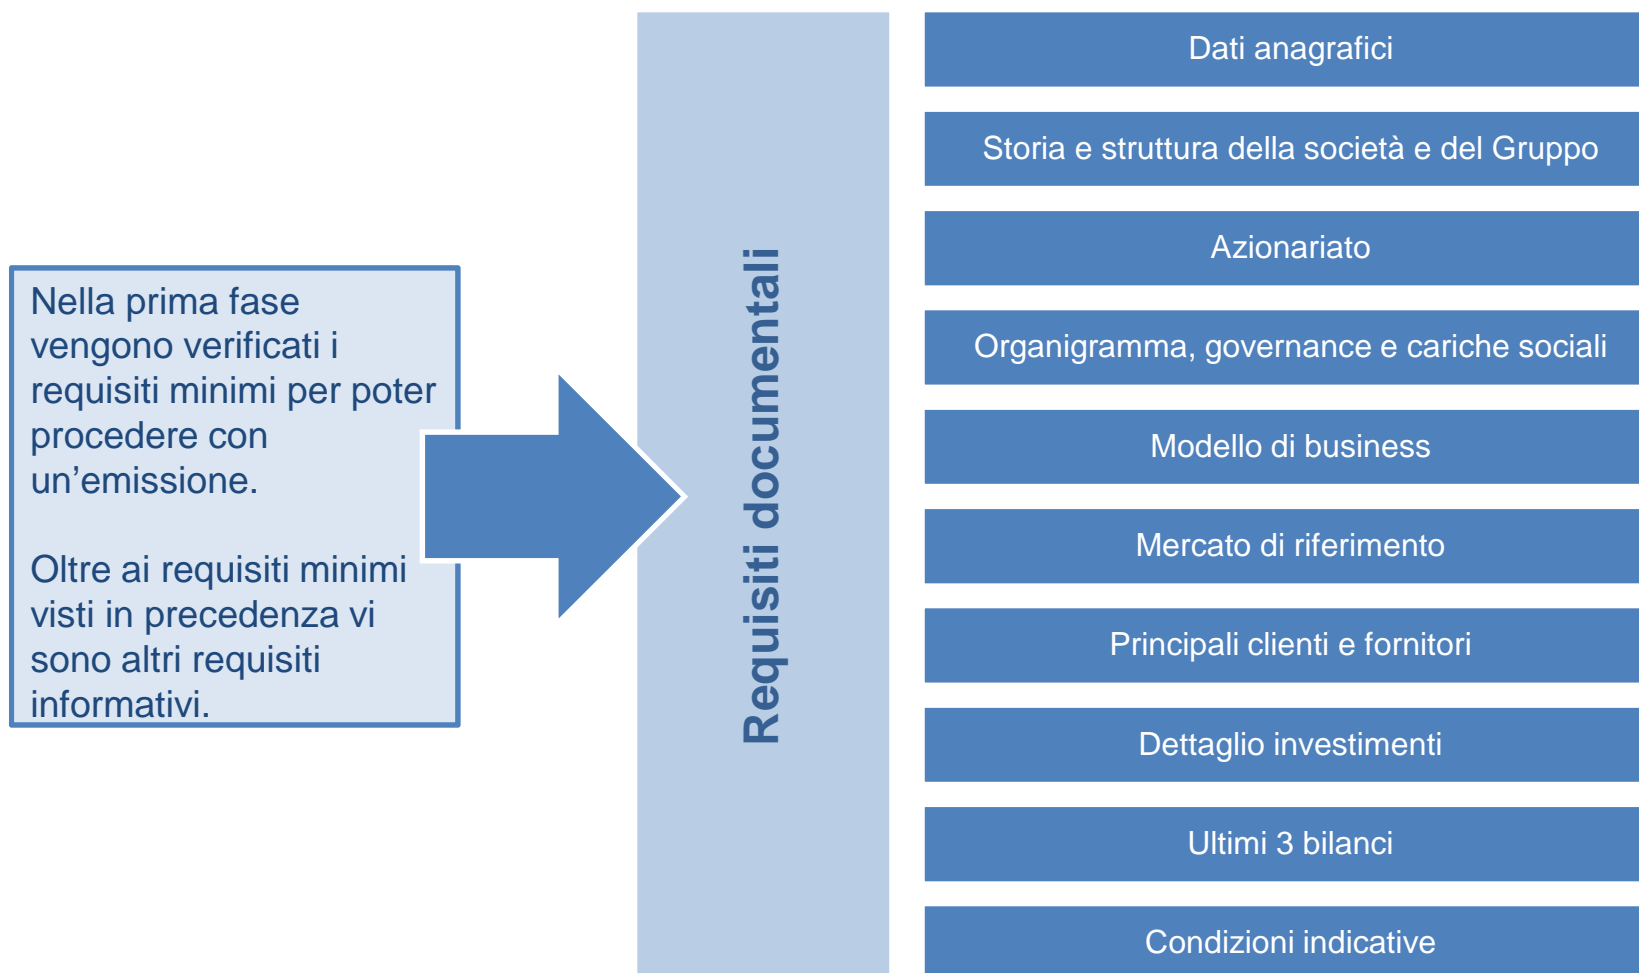 Nella prima fase
vengono verificati i
requisiti minimi per poter
procedere con
un’emissione.
Oltre ai requisiti minimi
visti in precedenza vi
sono altri requisiti
informativi.
Requisiti documentali
Dati anagrafici
Storia e struttura della società e del Gruppo
Azionariato
Organigramma, governance e cariche sociali
Modello di business
Mercato di riferimento
Principali clienti e fornitori
Dettaglio investimenti
Ultimi 3 bilanci
Condizioni indicative